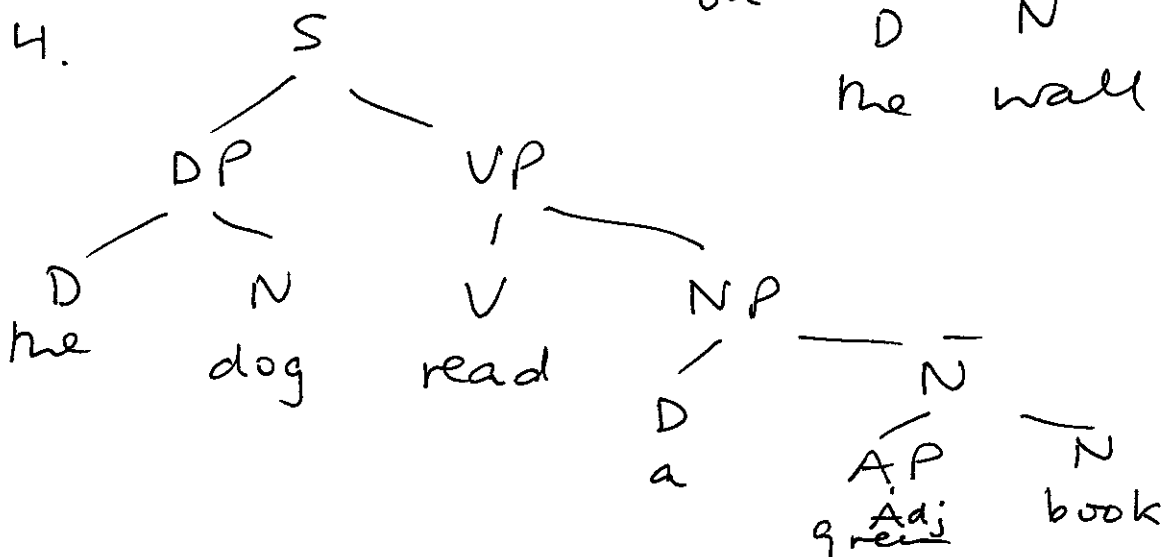 on
D N
the wall
4. S
DP VP
D N V NP
the dog read
D N̄
a
AP N
Adj book
green